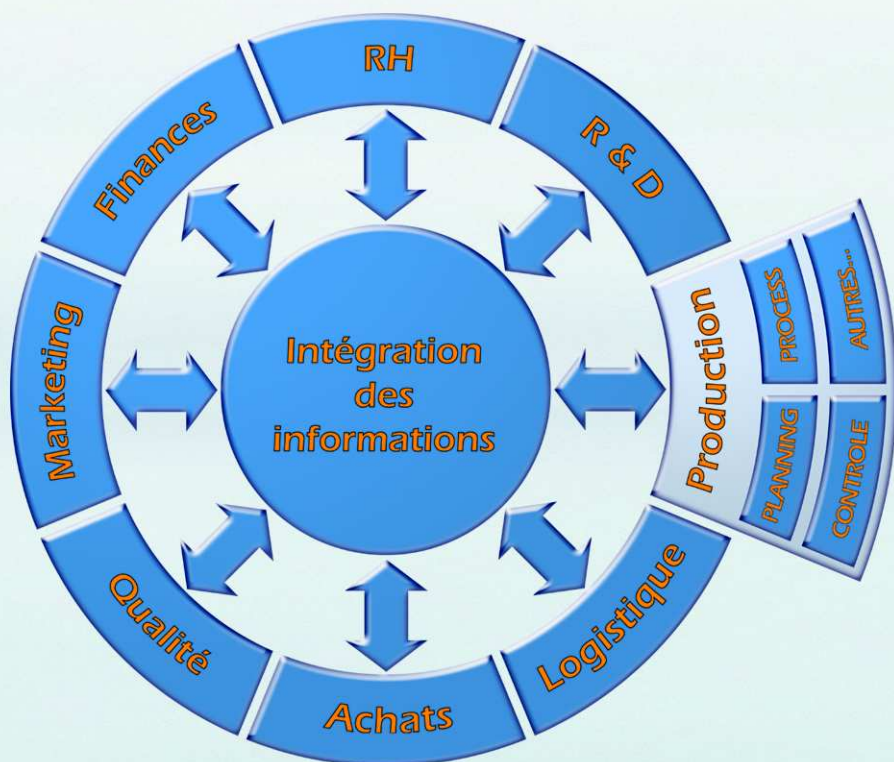 RH
R & D
Production
PROCESS
AUTRES...
PLANNING
CONTROLE
Logistique
Achats
Qualité
Marketing
Finances
Intégration
des
informations